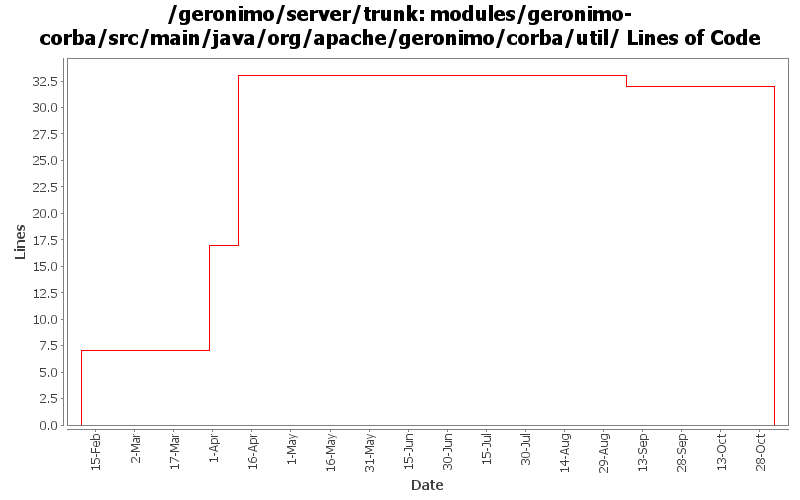 /geronimo/server/trunk: modules/geronimo-
corba/src/main/java/org/apache/geronimo/corba/util/ Lines of Code
32.5
30.0
27.5
25.0
22.5
20.0
17.5
15.0
12.5
10.0
7.5
5.0
2.5
0.0
Lines
15-Feb
2-Mar
17-Mar
1-Apr
16-Apr
1-May
16-May
31-May
15-Jun
30-Jun
15-Jul
30-Jul
14-Aug
29-Aug
13-Sep
28-Sep
13-Oct
28-Oct
Date